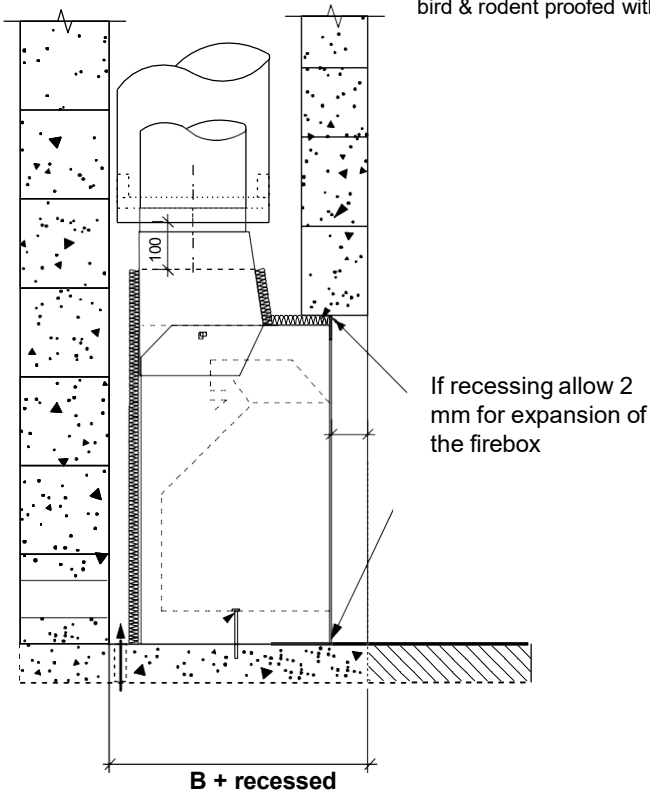 bird & rodent proofed with
100
If recessing allow 2
mm for expansion of
the firebox
B + recessed